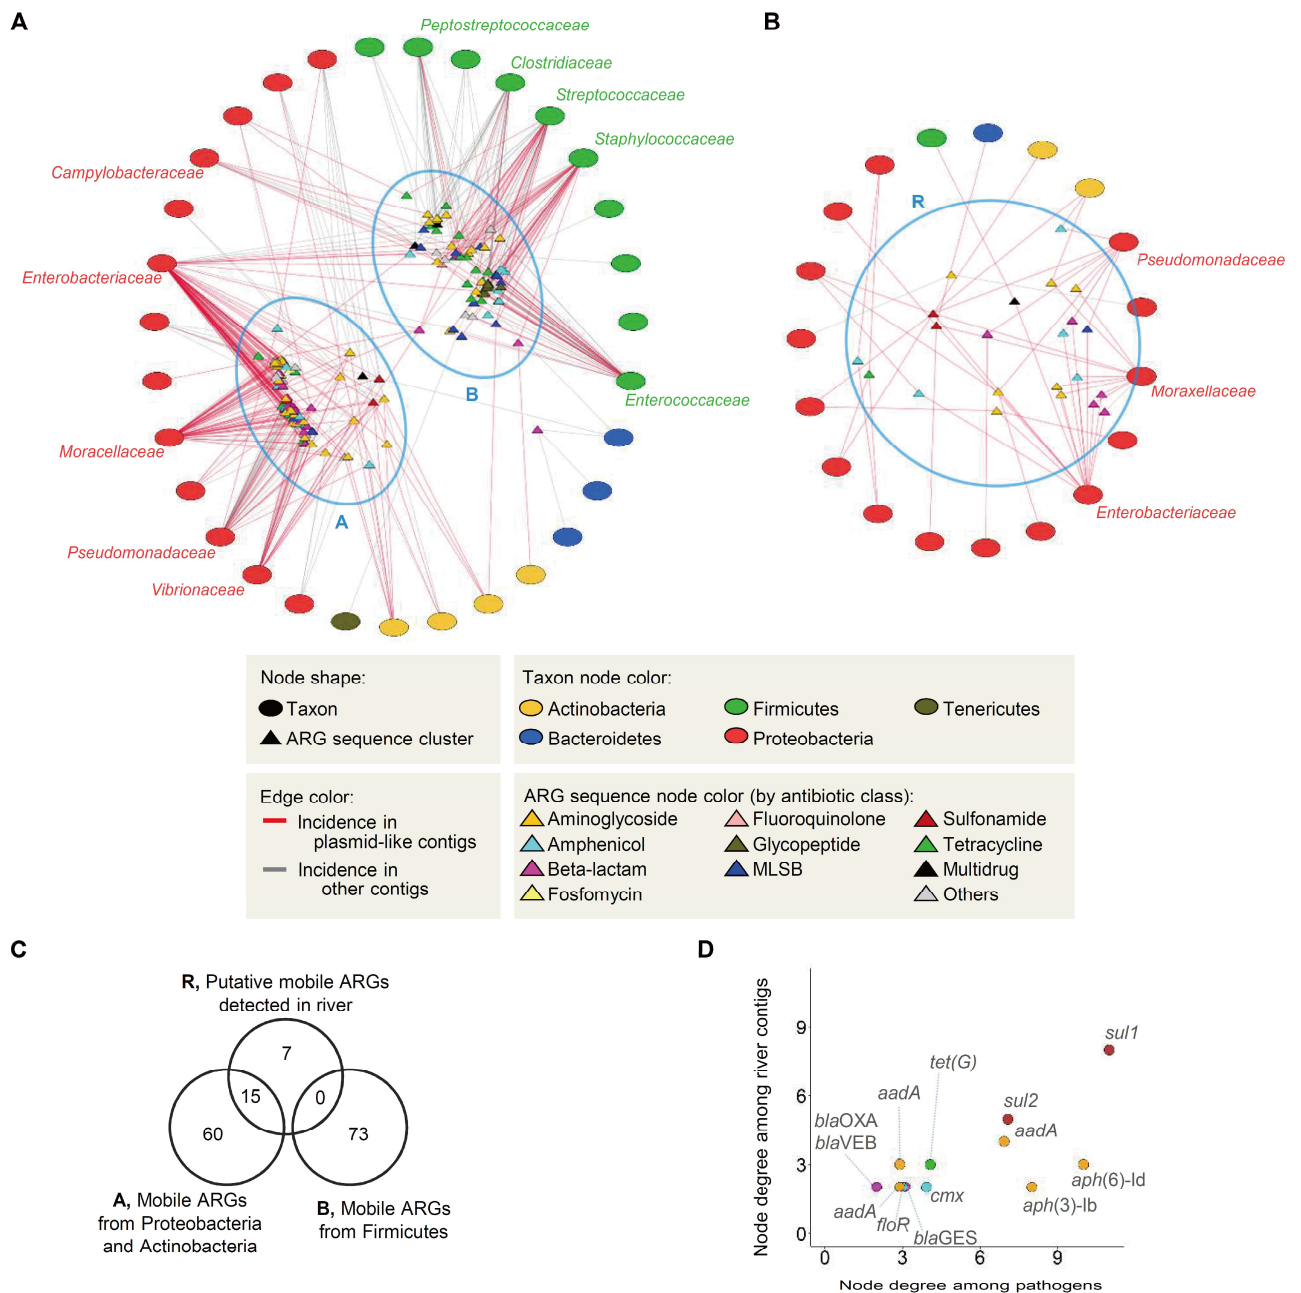 A
B
Peptostreptococcaceae
Clostridiaceae
Streptococcaceae
Staphylococcaceae
Campylobacteraceae
Enterobacteriaceae
Moracellaceae
Pseudomonadaceae
Vibrionaceae
Enterococcaceae
A
B
R
Pseudomonadaceae
Moraxellaceae
Enterobacteriaceae
Node shape:
Taxon
ARG sequence cluster
Taxon node color:
Actinobacteria
Firmicutes
Tenericutes
Bacteroidetes
Proteobacteria
Edge color:
Incidence in
plasmid-like contigs
Incidence in
other contigs
ARG sequence node color (by antibiotic class):
Aminoglycoside
Fluoroquinolone
Sulfonamide
Amphenicol
Glycopeptide
Tetracycline
Beta-lactam
MLSB
Multidrug
Fosfomycin
Others
C
R, Putative mobile ARGs
detected in river
7
15
0
60
73
A, Mobile ARGs
from Proteobacteria
and Actinobacteria
B, Mobile ARGs
from Firmicutes
D
Node degree among river contigs
9
6
3
0
0
3
6
9
Node degree among pathogens
sul1
tet(G)
aadA
sul2
blaOXA
blaVEB
aadA
aph(6)-Id
aph(3)-Ib
cmx
aadA
floR
blaGES